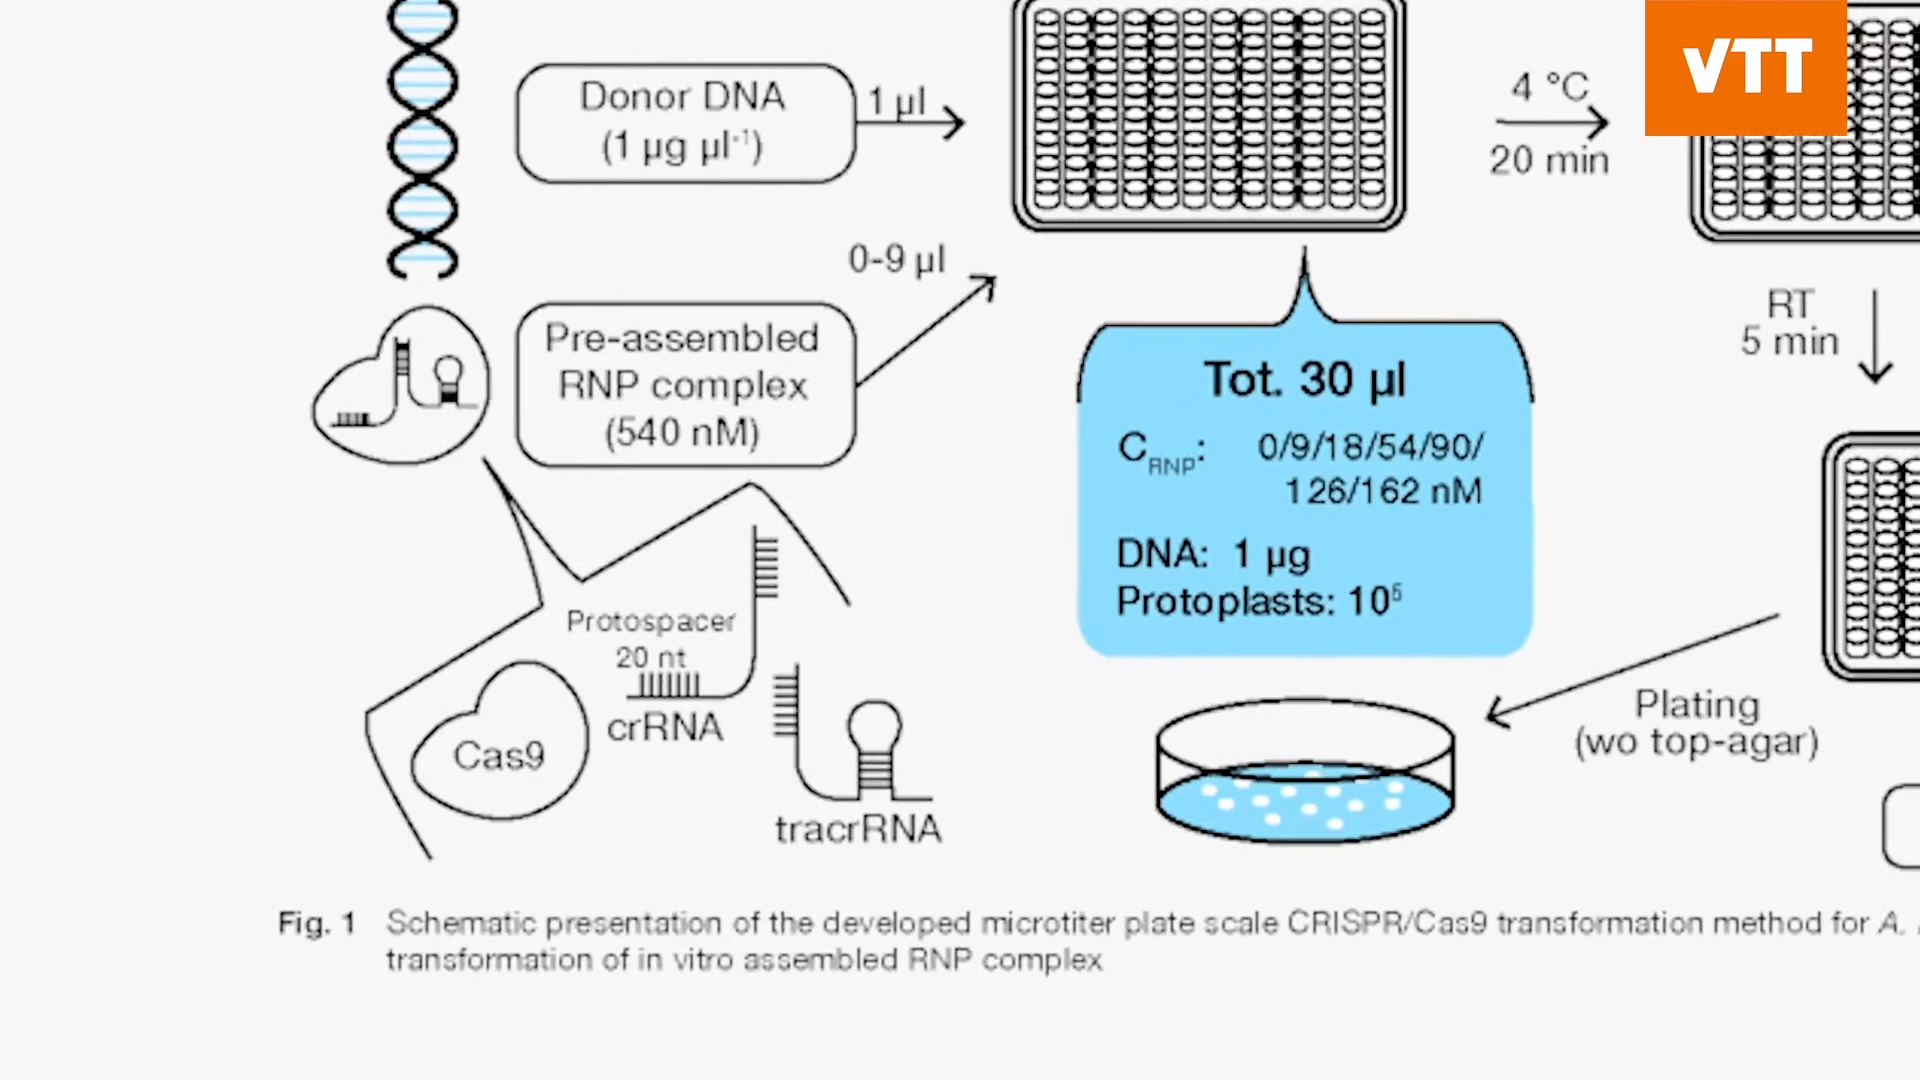 VTT
Donor DNA
(1 µg µl⁻¹)
1 µl
4 °C
20 min
0-9 µl
Pre-assembled
RNP complex
(540 nM)
RT
5 min
Tot. 30 µl
C_RNP: 0/9/18/54/90/
126/162 nM
DNA: 1 µg
Protoplasts: 10⁵
Protospacer
20 nt
crRNA
Cas9
tracrRNA
Plating
(wo top-agar)
Fig. 1 Schematic presentation of the developed microtiter plate scale CRISPR/Cas9 transformation method for A.
transformation of in vitro assembled RNP complex